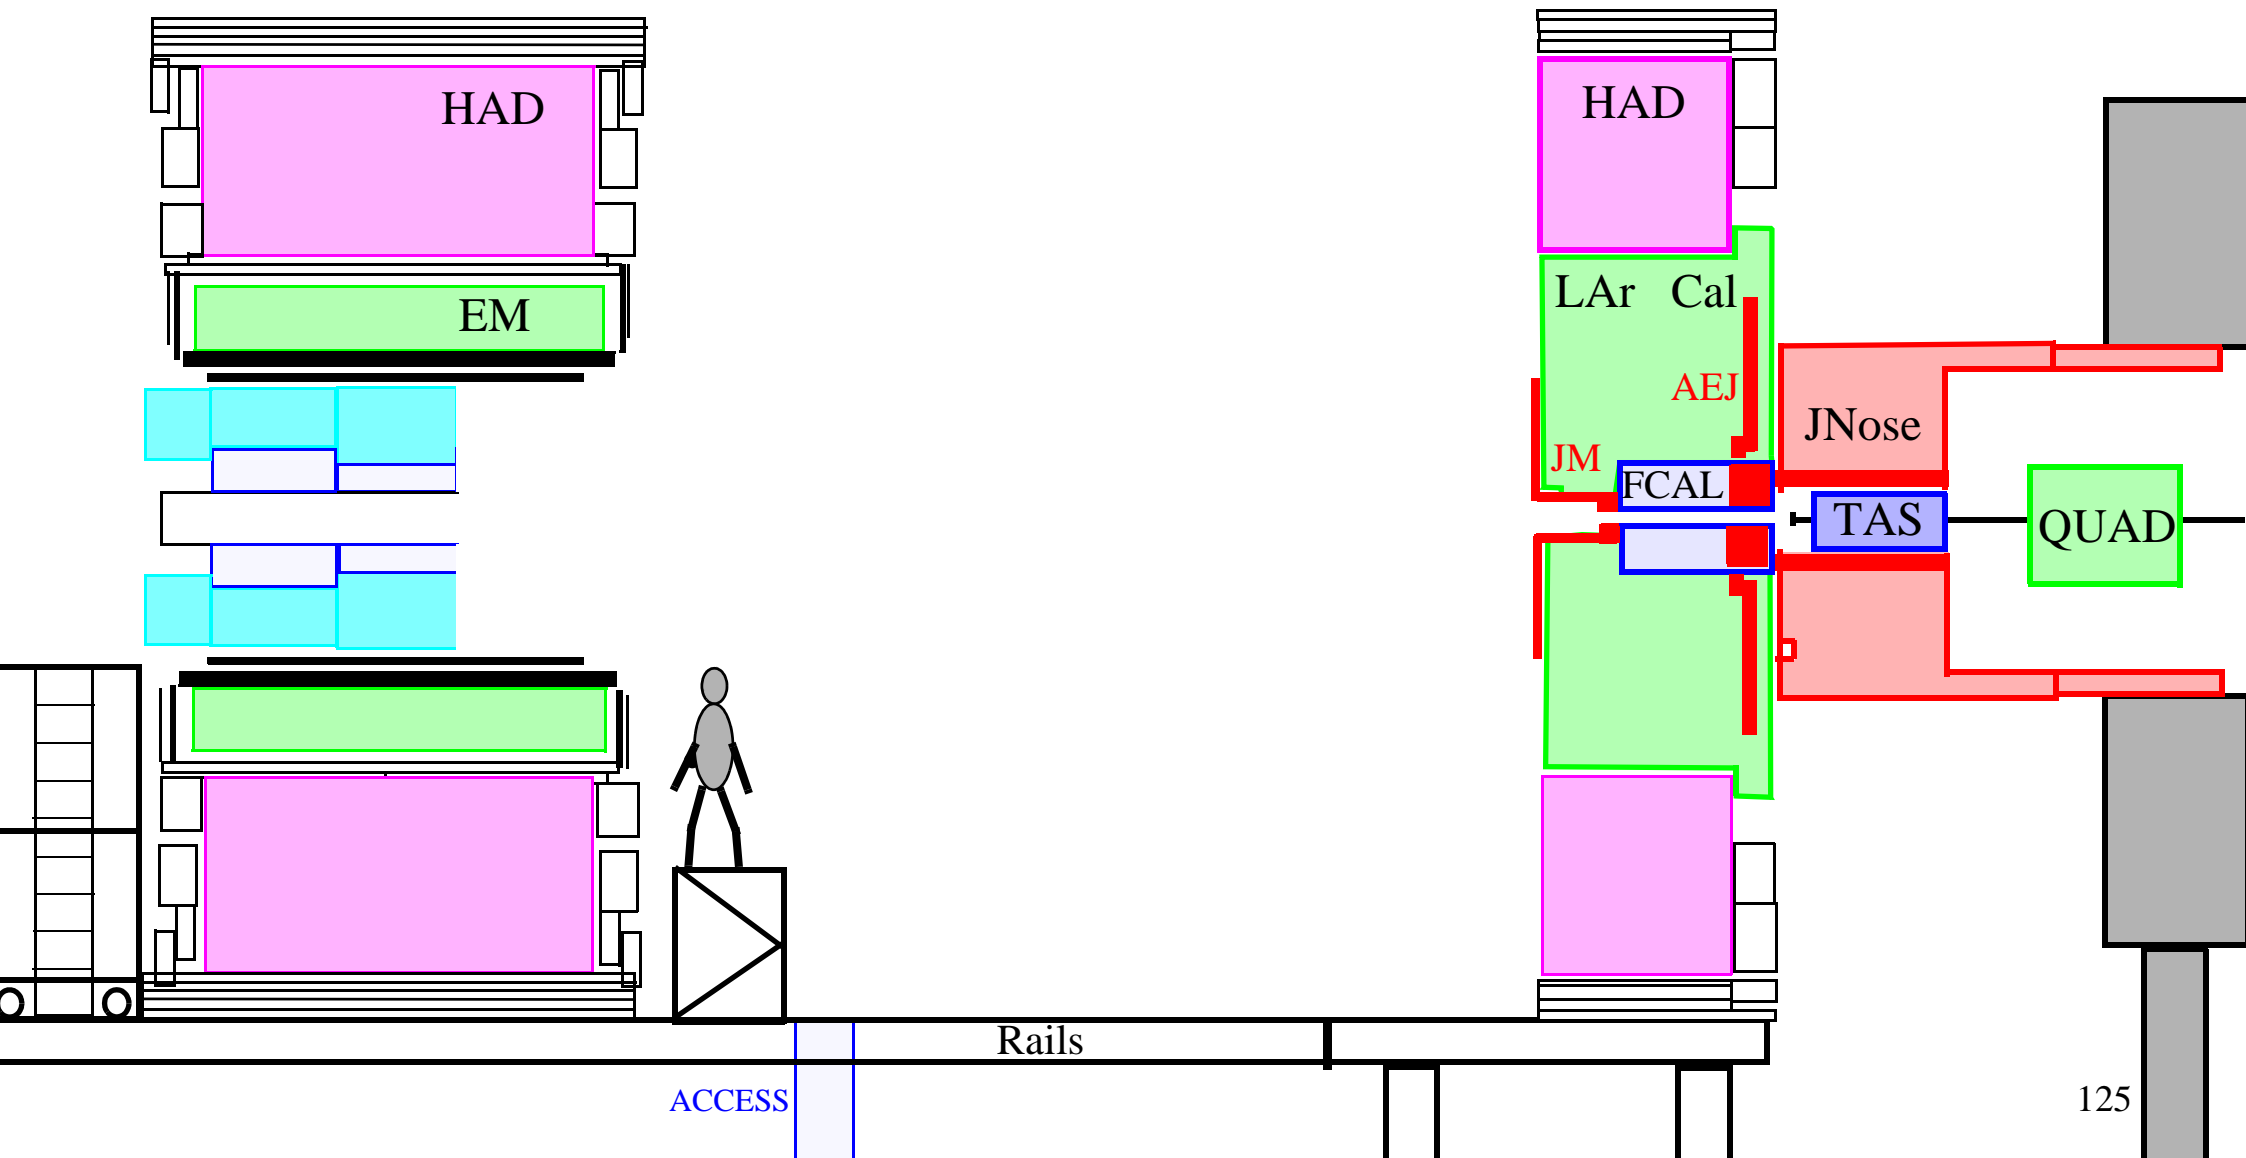 HAD
HAD
LAr Cal
EM
AEJ
JNose
JM
FCAL
TAS
QUAD
Rails
ACCESS
125